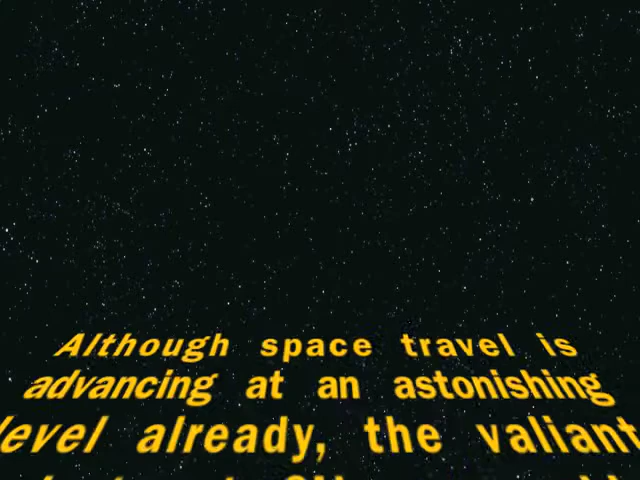 Although space travel is
advancing at an astonishing
level already, the valiant